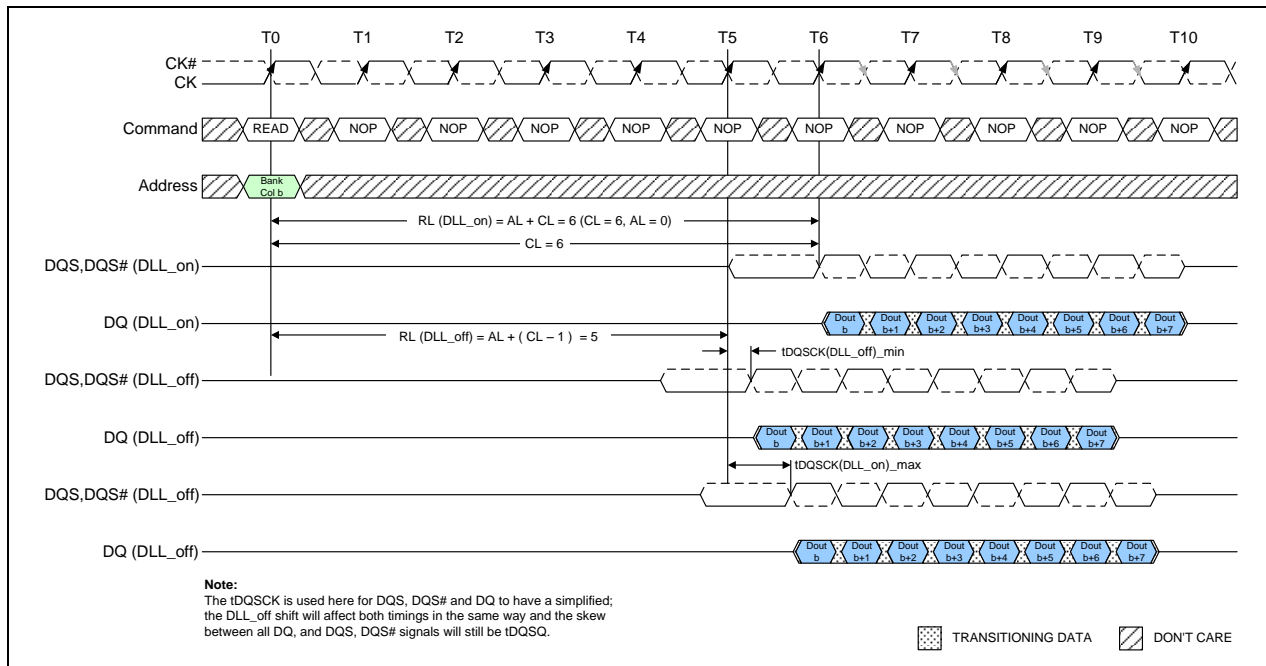 T0 T1 T2 T3 T4 T5 T6 T7 T8 T9 T10
CK#
CK
Command READ NOP NOP NOP NOP NOP NOP NOP NOP NOP NOP
Address Bank
Col b
RL (DLL_on) = AL + CL = 6 (CL = 6, AL = 0)
CL = 6
DQS,DQS# (DLL_on)
DQ (DLL_on) Dout b Dout b+1 Dout b+2 Dout b+3 Dout b+4 Dout b+5 Dout b+6 Dout b+7
RL (DLL_off) = AL + ( CL – 1 ) = 5
tDQSCK(DLL_off)_min
DQS,DQS# (DLL_off)
DQ (DLL_off) Dout b Dout b+1 Dout b+2 Dout b+3 Dout b+4 Dout b+5 Dout b+6 Dout b+7
tDQSCK(DLL_on)_max
DQS,DQS# (DLL_off)
DQ (DLL_off) Dout b Dout b+1 Dout b+2 Dout b+3 Dout b+4 Dout b+5 Dout b+6 Dout b+7
Note:
The tDQSCK is used here for DQS, DQS# and DQ to have a simplified;
the DLL_off shift will affect both timings in the same way and the skew
between all DQ, and DQS, DQS# signals will still be tDQSQ.
TRANSITIONING DATA DON'T CARE